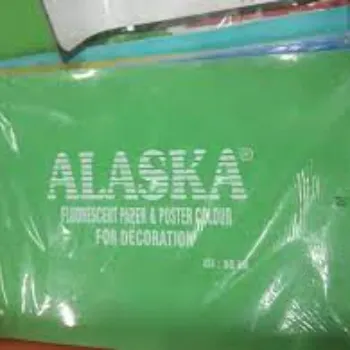 ALASKA®
FLUORESCENT PAPER & POSTER COLOUR
FOR DECORATION